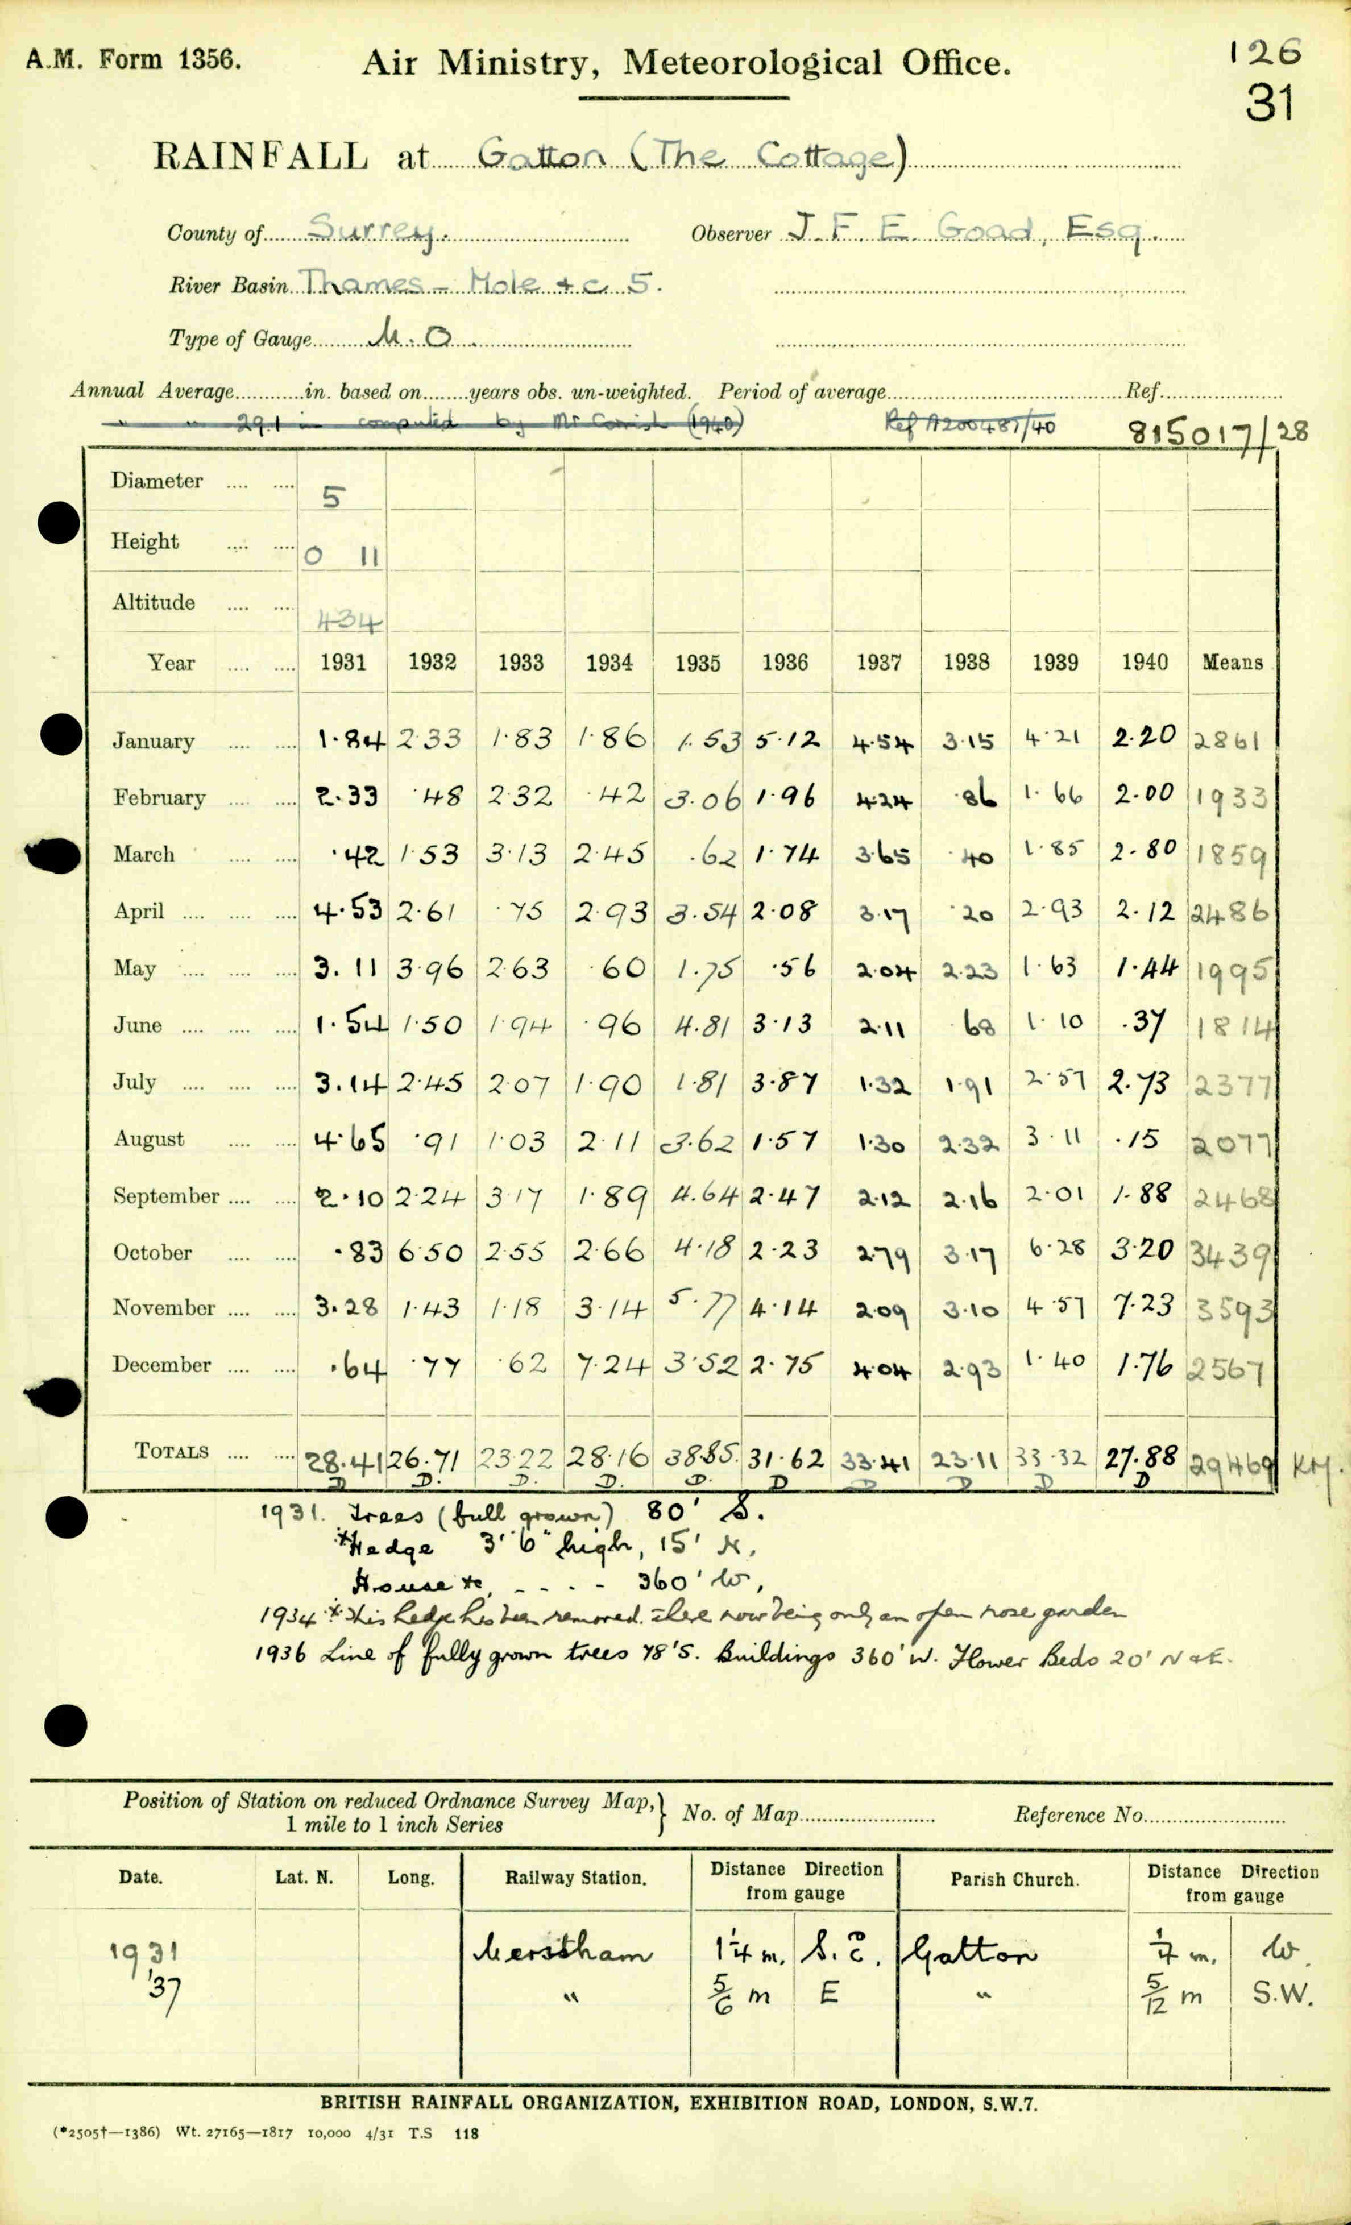 A.M. Form 1356.
Air Ministry, Meteorological Office.
126
31
RAINFALL at Gatton (The Cottage)
County of Surrey. Observer J. F. E. Goad, Esq.
River Basin Thames - Mole &c 5.
Type of Gauge M.O.
Annual Average in. based on years obs. un-weighted. Period of average Ref.
" " 29.1 in computed by Mr Cornish (1940) Ref A200487/40 815017/28
Diameter 5
Height 0 11
Altitude 434
Year 1931 1932 1933 1934 1935 1936 1937 1938 1939 1940 Means
January 1.84 2.33 1.83 1.86 1.53 5.12 4.54 3.15 4.21 2.20 2861
February 2.33 .48 2.32 .42 3.06 1.96 4.24 .86 1.66 2.00 1933
March .42 1.53 3.13 2.45 .62 1.74 3.65 .40 1.85 2.80 1859
April 4.53 2.61 .75 2.93 3.54 2.08 3.17 .20 2.93 2.12 2486
May 3.11 3.96 2.63 .60 1.75 .56 2.04 2.23 1.63 1.44 1995
June 1.54 1.50 1.94 .96 4.81 3.13 2.11 .68 1.10 .37 1814
July 3.14 2.45 2.07 1.90 1.81 3.87 1.32 1.91 2.57 2.73 2377
August 4.65 .91 1.03 2.11 3.62 1.57 1.30 2.32 3.11 .15 2077
September 2.10 2.24 3.17 1.89 4.64 2.47 2.12 2.16 2.01 1.88 2468
October .83 6.50 2.55 2.66 4.18 2.23 2.79 3.17 6.28 3.20 3439
November 3.28 1.43 1.18 3.14 5.77 4.14 2.09 3.10 4.57 7.23 3593
December .64 .77 .62 7.24 3.52 2.75 4.04 2.93 1.40 1.76 2567
TOTALS 28.41 26.71 23.22 28.16 38.85 31.62 33.41 23.11 33.32 27.88 29469 KM.
D D. D. D. D. D D D D D
1931. Trees (full grown) 80' S.
*Hedge 3' 6" high, 15' N.
House &c, - - - - 360' W,
1934 * This hedge has been removed. There now being only an open rose garden
1936 Line of fully grown trees 78' S. Buildings 360' W. Flower Beds 20' N & E.
Position of Station on reduced Ordnance Survey Map, } No. of Map Reference No.
1 mile to 1 inch Series
Date. Lat. N. Long. Railway Station. Distance Direction from gauge Parish Church. Distance Direction from gauge
1931 Merstham 1 1/4 m. S.E. Gatton 1/4 m. W.
'37 " 5/6 m E " 5/12 m S.W.
BRITISH RAINFALL ORGANIZATION, EXHIBITION ROAD, LONDON, S.W.7.
(*2505†—1386) Wt. 27165—1817 10,000 4/31 T.S 118